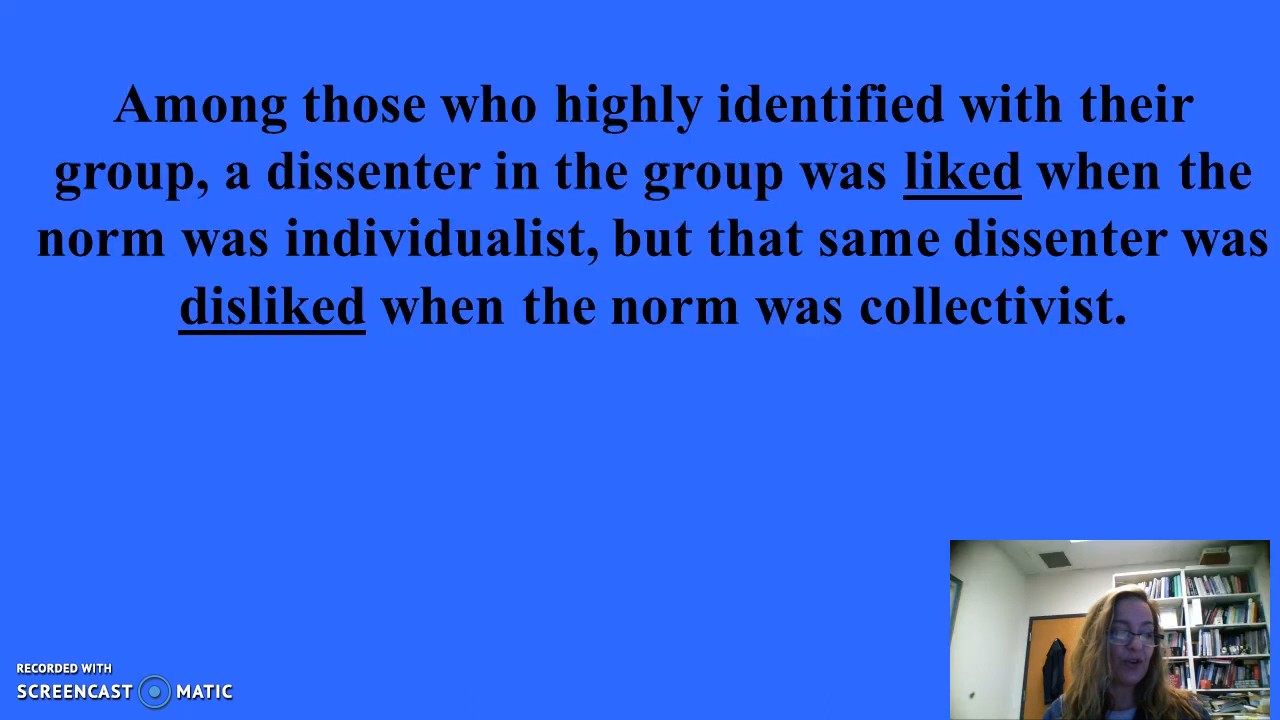 Among those who highly identified with their
group, a dissenter in the group was liked when the
norm was individualist, but that same dissenter was
disliked when the norm was collectivist.
RECORDED WITH
SCREENCAST MATIC